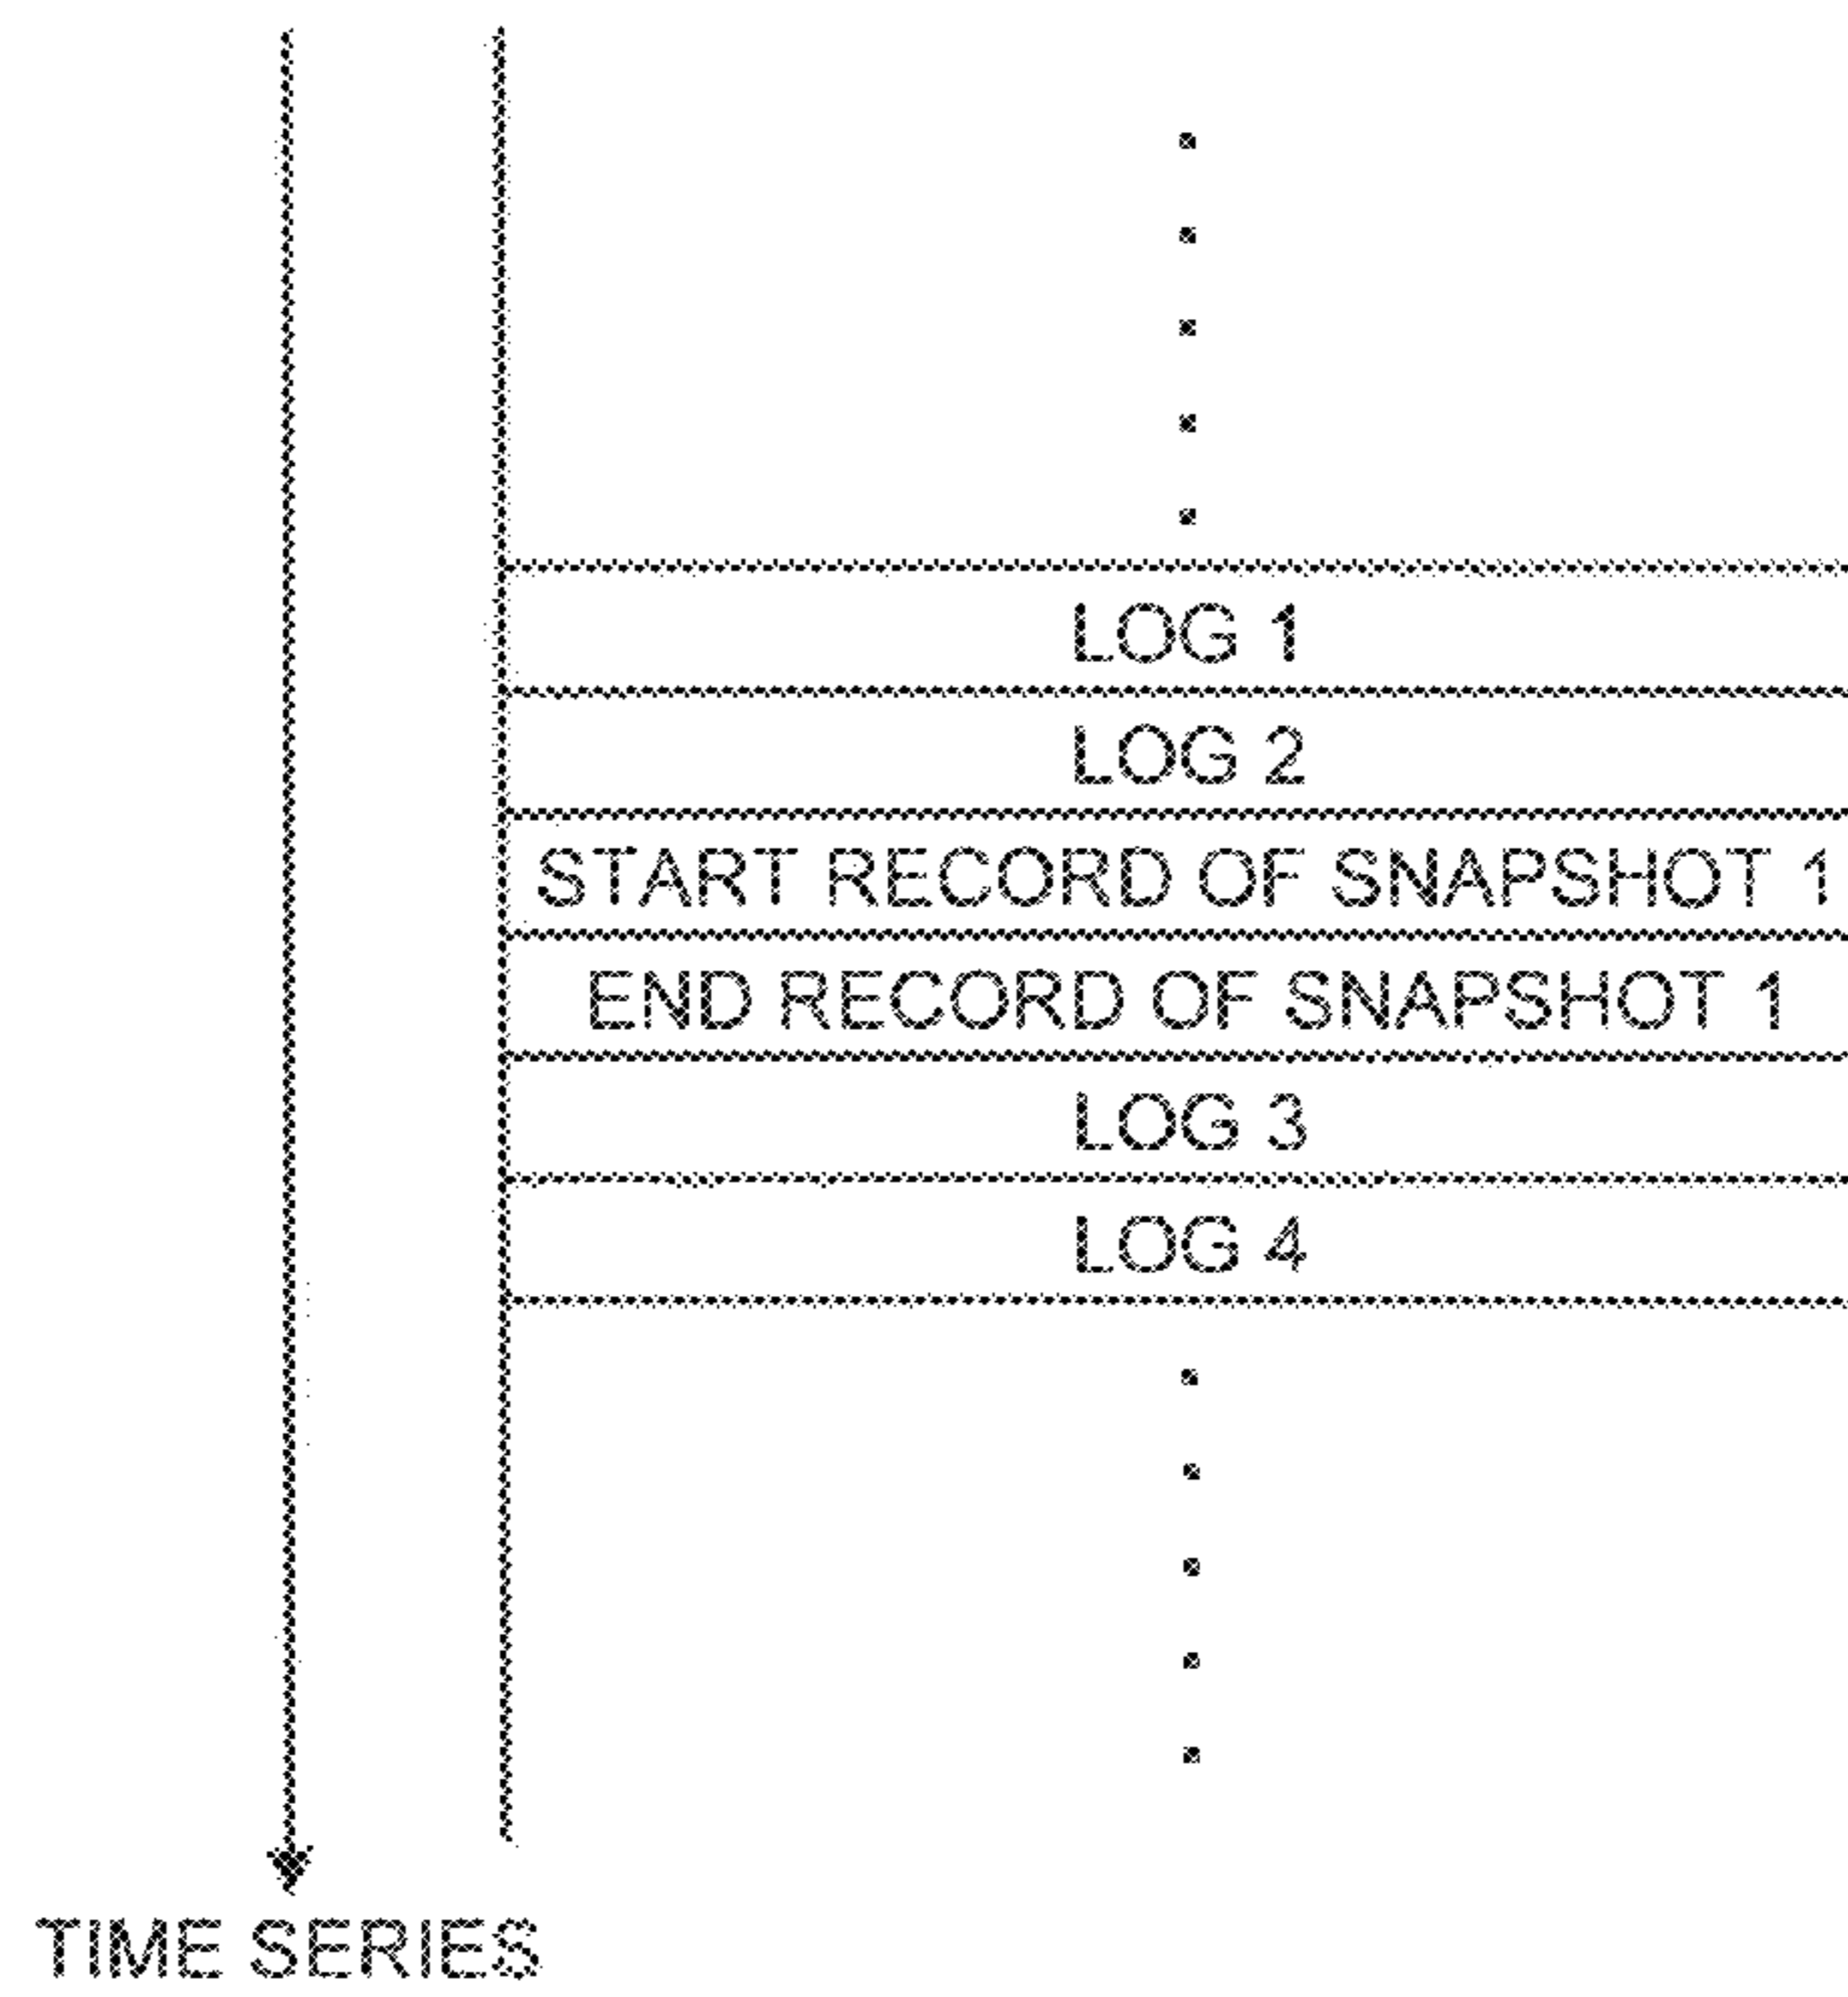 LOG 1
LOG 2
START RECORD OF SNAPSHOT 1
END RECORD OF SNAPSHOT 1
LOG 3
LOG 4
TIME SERIES